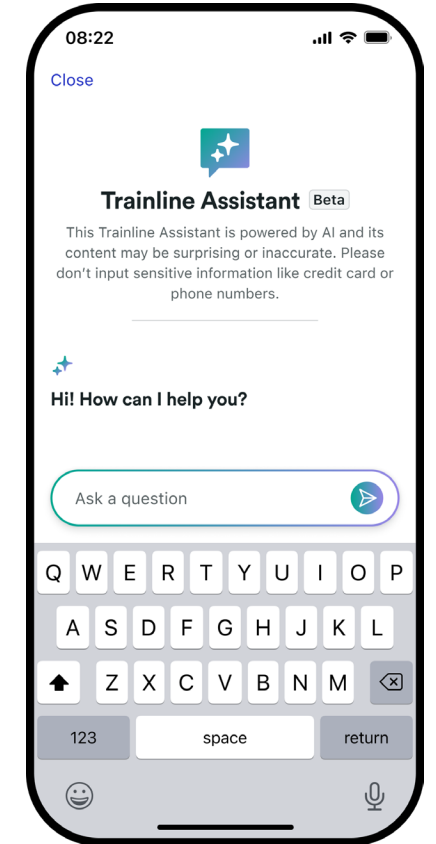 08:22
Close
Trainline Assistant Beta
This Trainline Assistant is powered by AI and its
content may be surprising or inaccurate. Please
don't input sensitive information like credit card or
phone numbers.
Hi! How can I help you?
Ask a question
Q W E R T Y U I O P
A S D F G H J K L
Z X C V B N M
123 space return